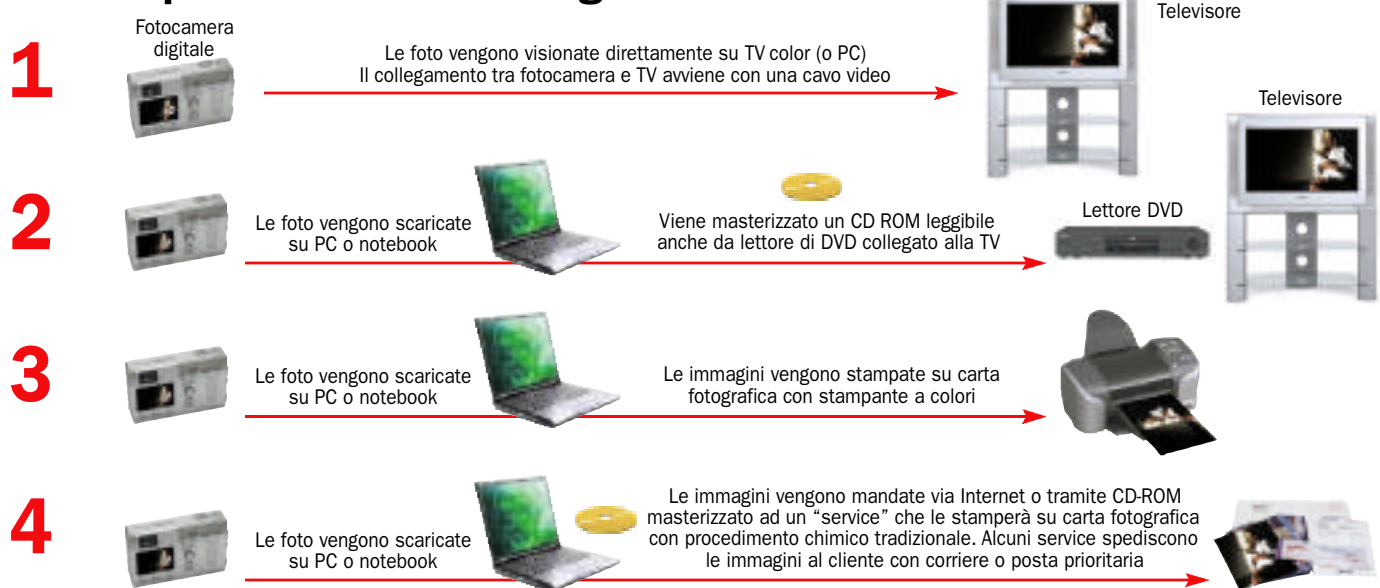 Televisore
Fotocamera
digitale
1
Le foto vengono visionate direttamente su TV color (o PC)
Il collegamento tra fotocamera e TV avviene con una cavo video
Televisore
2
Le foto vengono scaricate
su PC o notebook
Viene masterizzato un CD ROM leggibile
anche da lettore di DVD collegato alla TV
Lettore DVD
3
Le foto vengono scaricate
su PC o notebook
Le immagini vengono stampate su carta
fotografica con stampante a colori
4
Le foto vengono scaricate
su PC o notebook
Le immagini vengono mandate via Internet o tramite CD-ROM
masterizzato ad un “service” che le stamperà su carta fotografica
con procedimento chimico tradizionale. Alcuni service spediscono
le immagini al cliente con corriere o posta prioritaria